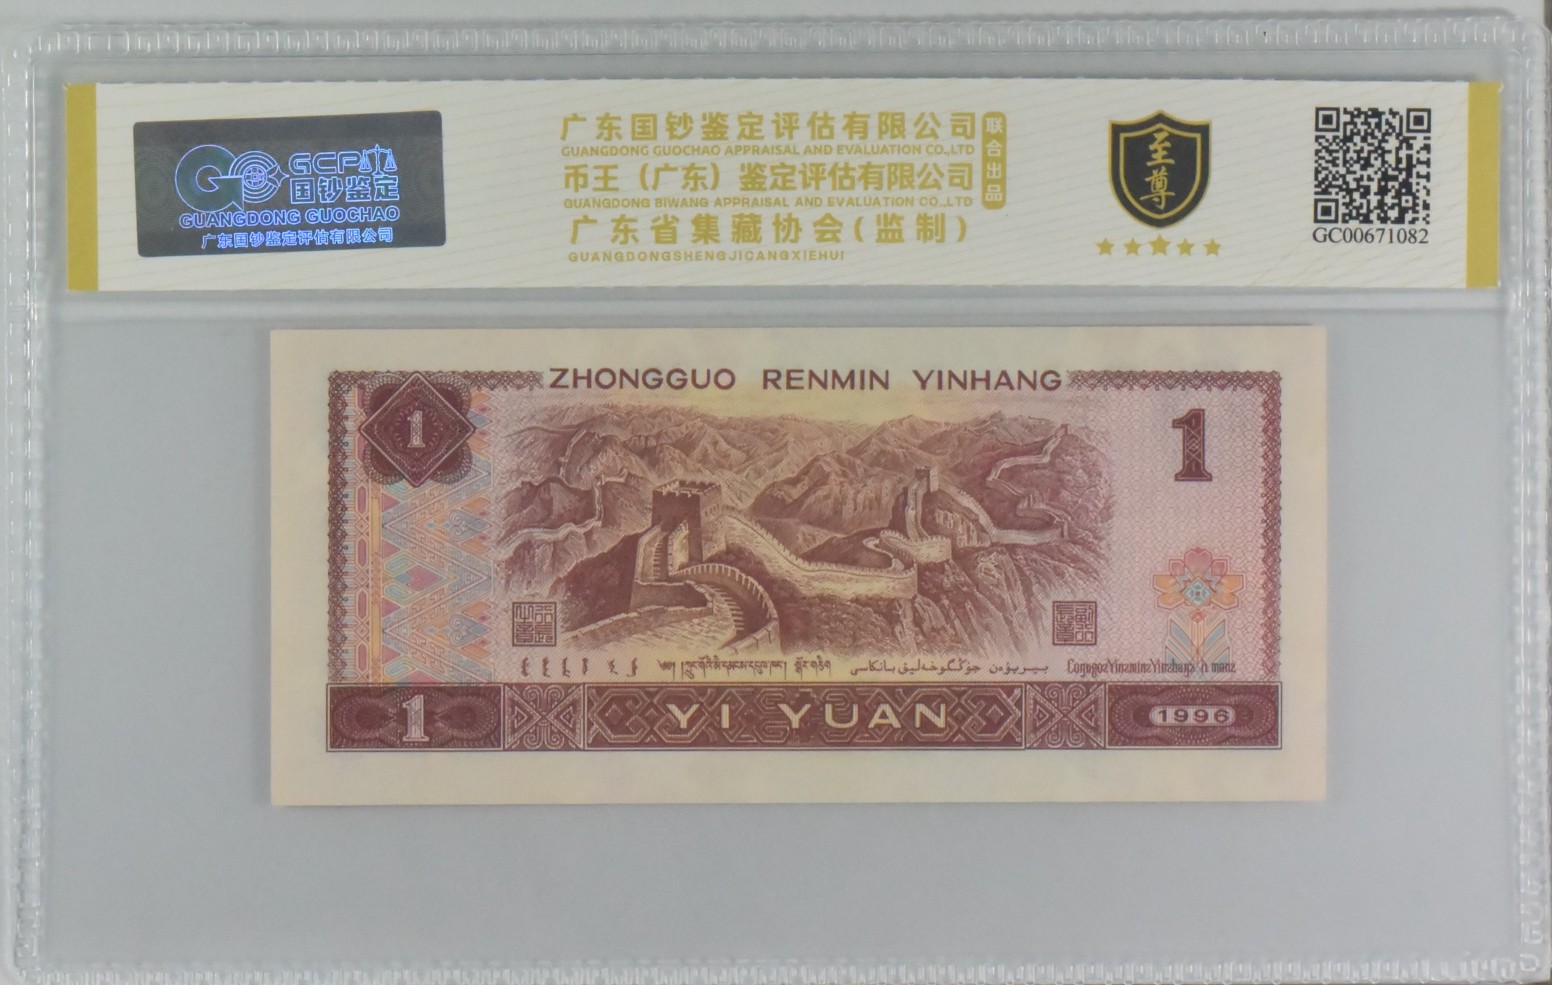 GCP
国钞鉴定
GUANGDONG GUOCHAO
广东国钞鉴定评估有限公司
广东国钞鉴定评估有限公司
GUANGDONG GUOCHAO APPRAISAL AND EVALUATION CO.,LTD
币王（广东）鉴定评估有限公司
GUANGDONG BIWANG APPRAISAL AND EVALUATION CO.,LTD
联合出品
广东省集藏协会(监制)
GUANGDONGSHENGJICANGXIEHUI
至尊
GC00671082
ZHONGGUO RENMIN YINHANG
1
1
1
YI YUAN
1996